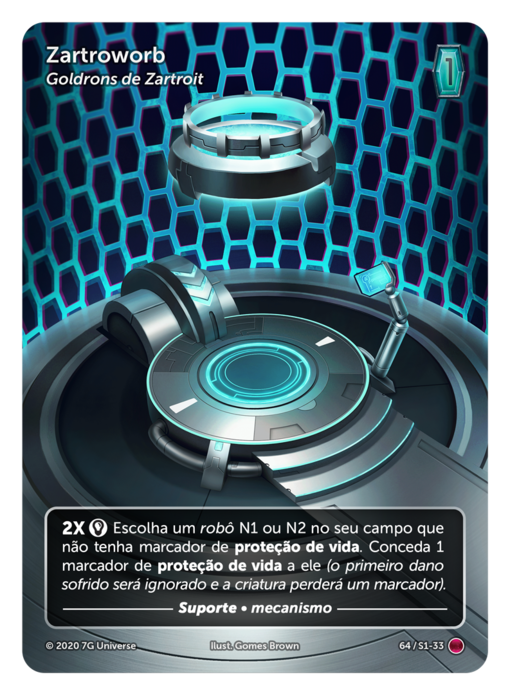 Zartroworb
Goldrons de Zartroit
1
2X Escolha um robô N1 ou N2 no seu campo que
não tenha marcador de proteção de vida. Conceda 1
marcador de proteção de vida a ele (o primeiro dano
sofrido será ignorado e a criatura perderá um marcador).
Suporte • mecanismo
© 2020 7G Universe
Ilust. Gomes Brown
64 / S1-33